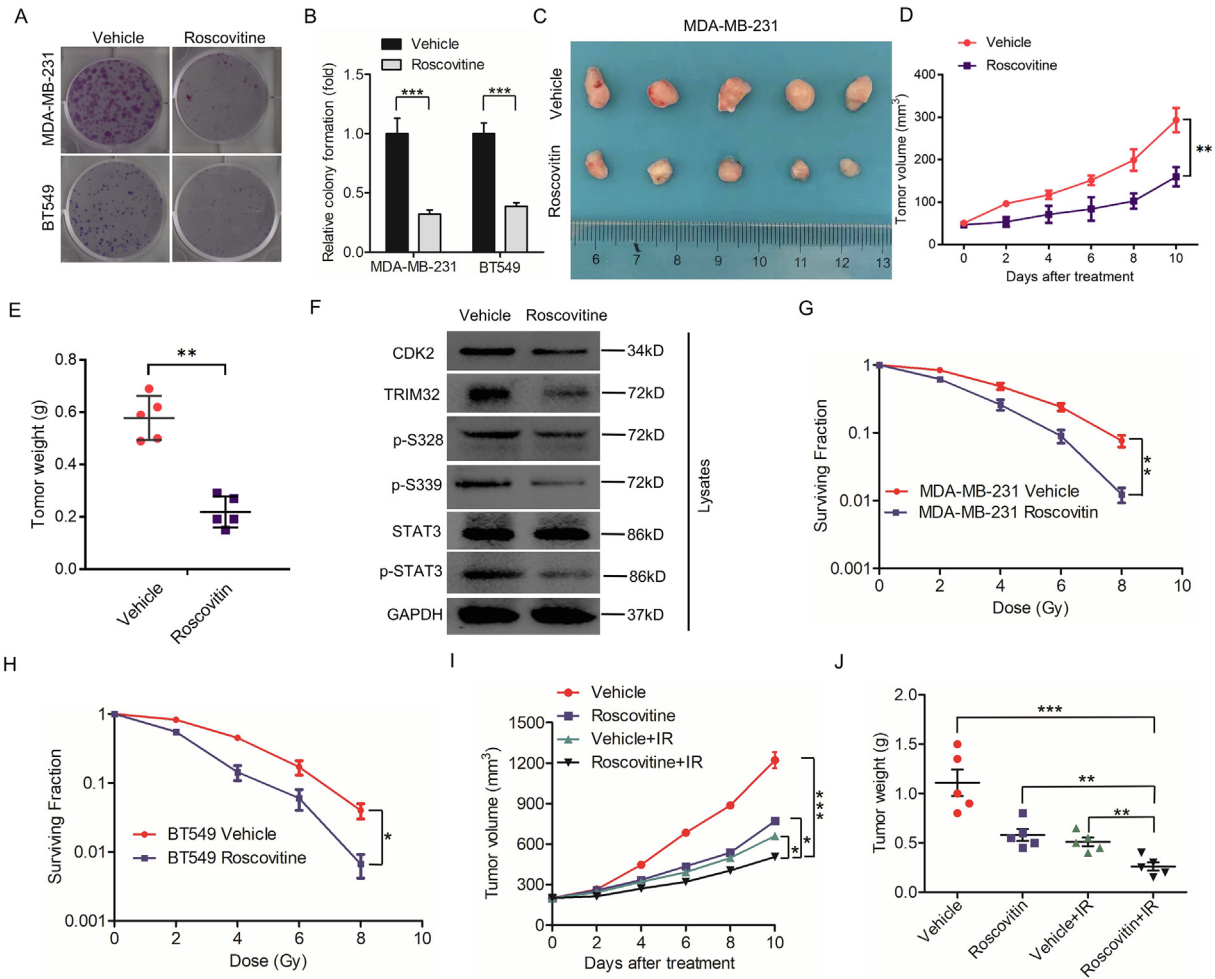 A
Vehicle
Roscovitine
MDA-MB-231
BT549
B
Vehicle
Roscovitine
Relative colony formation (fold)
1.5
1.0
0.5
0.0
***
***
MDA-MB-231
BT549
C
MDA-MB-231
Vehicle
Roscovitin
6 7 8 9 10 11 12 13
D
Vehicle
Roscovitine
Tomor volume (mm3)
400
300
200
100
0
**
0 2 4 6 8 10
Days after treatment
E
Tomor weight (g)
0.8
0.6
0.4
0.2
0.0
**
Vehicle
Roscovitin
F
Vehicle Roscovitine
CDK2 34kD
TRIM32 72kD
p-S328 72kD
p-S339 72kD
STAT3 86kD
p-STAT3 86kD
GAPDH 37kD
Lysates
G
Surviving Fraction
1
0.1
0.01
0.001
**
MDA-MB-231 Vehicle
MDA-MB-231 Roscovitin
0 2 4 6 8 10
Dose (Gy)
H
Surviving Fraction
1
0.1
0.01
0.001
*
BT549 Vehicle
BT549 Roscovitine
0 2 4 6 8 10
Dose (Gy)
I
Vehicle
Roscovitine
Vehicle+IR
Roscovitine+IR
Tumor volume (mm3)
1500
1200
900
600
300
0
***
*
*
0 2 4 6 8 10
Days after treatment
J
Tumor weight (g)
2.0
1.5
1.0
0.5
0.0
***
**
**
Vehicle
Roscovitin
Vehicle+IR
Roscovitin+IR